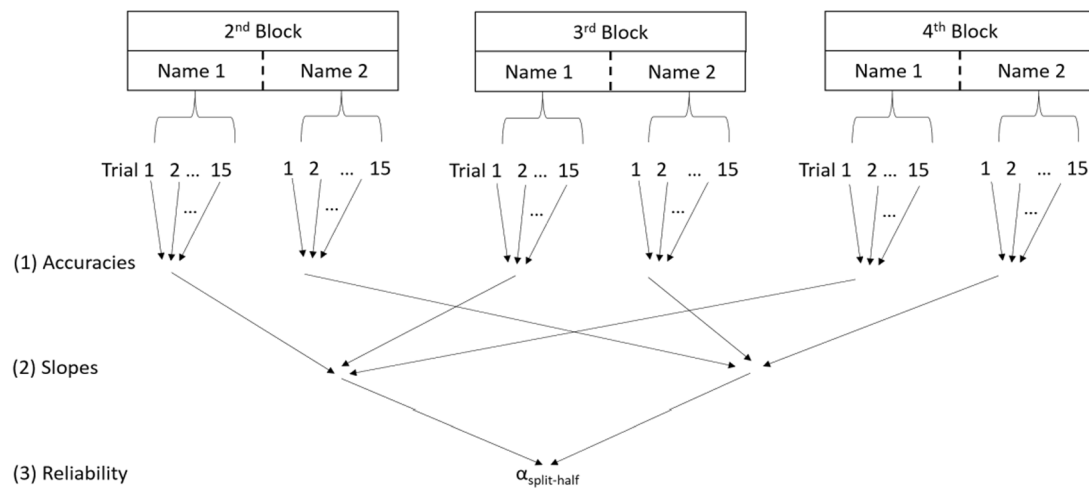 2nd Block 3rd Block 4th Block
Name 1 Name 2 Name 1 Name 2 Name 1 Name 2
Trial 1 2 ... 15 1 2 ... 15 Trial 1 2 ... 15 1 2 ... 15 Trial 1 2 ... 15 1 2 ... 15
... ... ... ... ... ...
(1) Accuracies
(2) Slopes
(3) Reliability αsplit-half